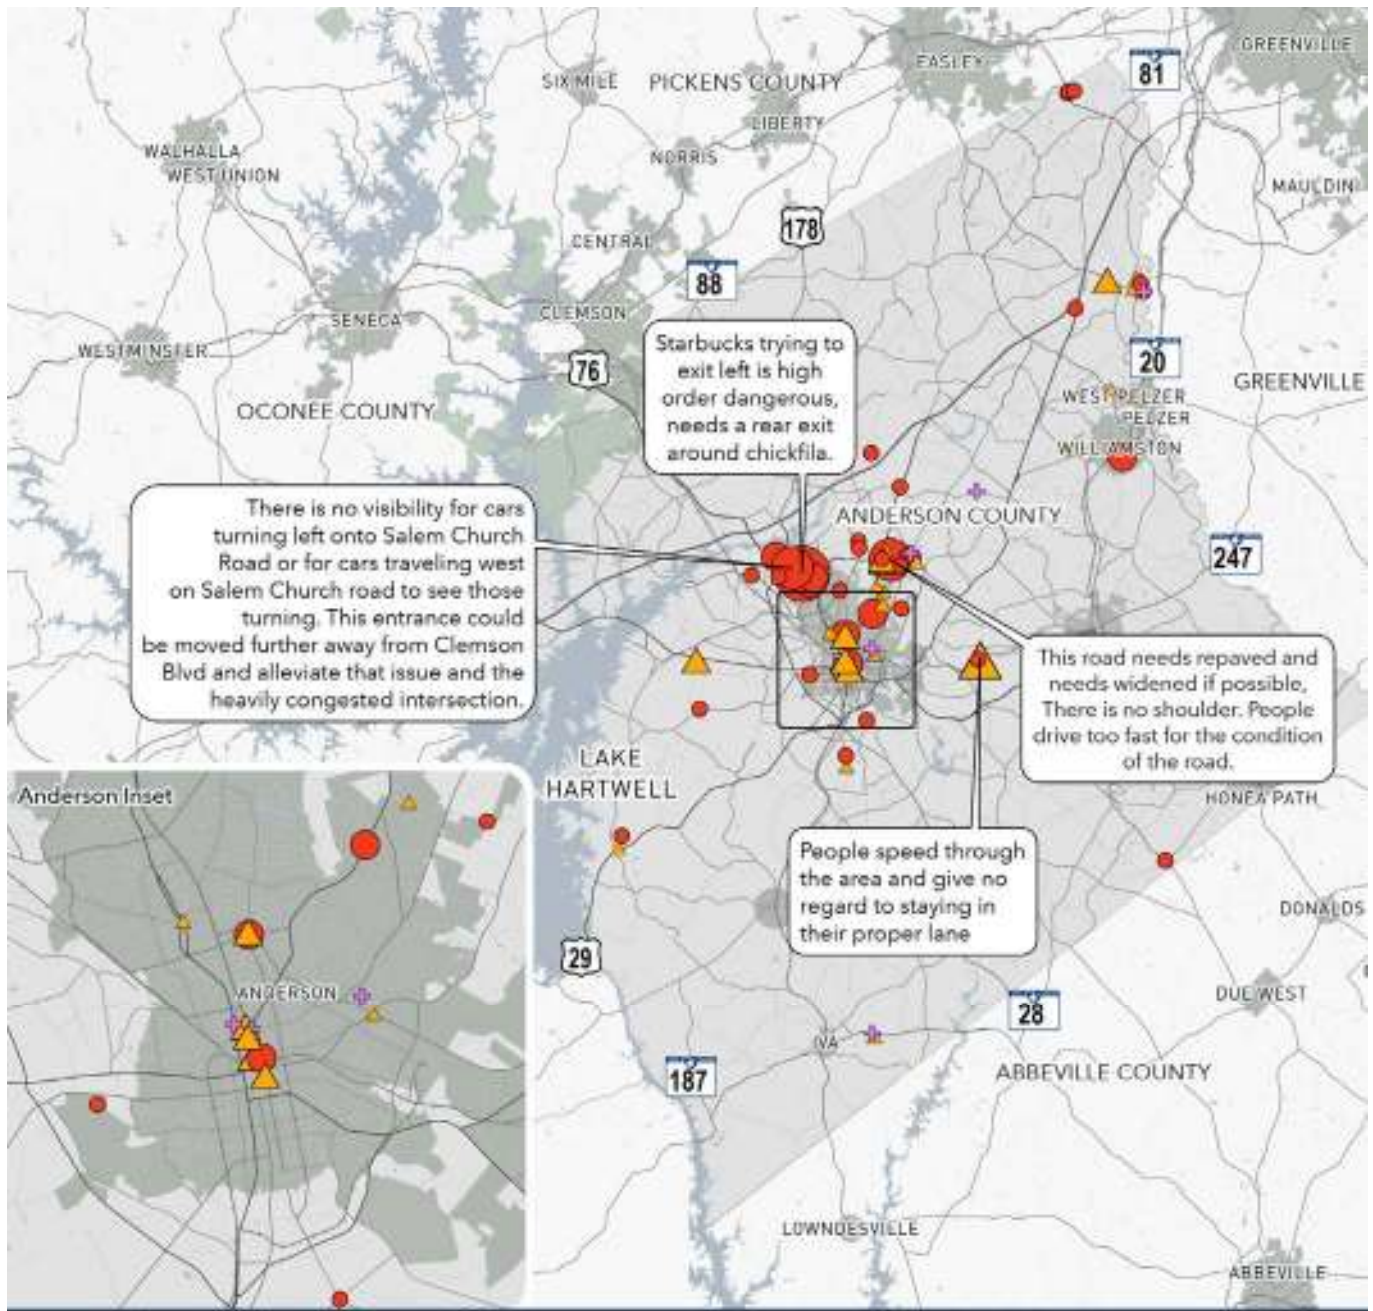 GREENVILLE
81
EASLEY
SIX MILE
PICKENS COUNTY
LIBERTY
WALHALLA
WEST UNION
NORRIS
MAULDIN
178
CENTRAL
88
CLEMSON
SENECA
WESTMINSTER
76
20
GREENVILLE
OCONEE COUNTY
WEST PELZER
PELZER
WILLIAMSTON
Starbucks trying to
exit left is high
order dangerous,
needs a rear exit
around chickfila.
There is no visibility for cars
turning left onto Salem Church
Road or for cars traveling west
on Salem Church road to see those
turning. This entrance could
be moved further away from Clemson
Blvd and alleviate that issue and the
heavily congested intersection.
ANDERSON COUNTY
247
This road needs repaved and
needs widened if possible,
There is no shoulder. People
drive too fast for the condition
of the road.
LAKE
HARTWELL
HONEA PATH
People speed through
the area and give no
regard to staying in
their proper lane
DONALDS
29
DUE WEST
28
IVA
187
ABBEVILLE COUNTY
LOWNDESVILLE
ABBEVILLE
Anderson Inset
ANDERSON